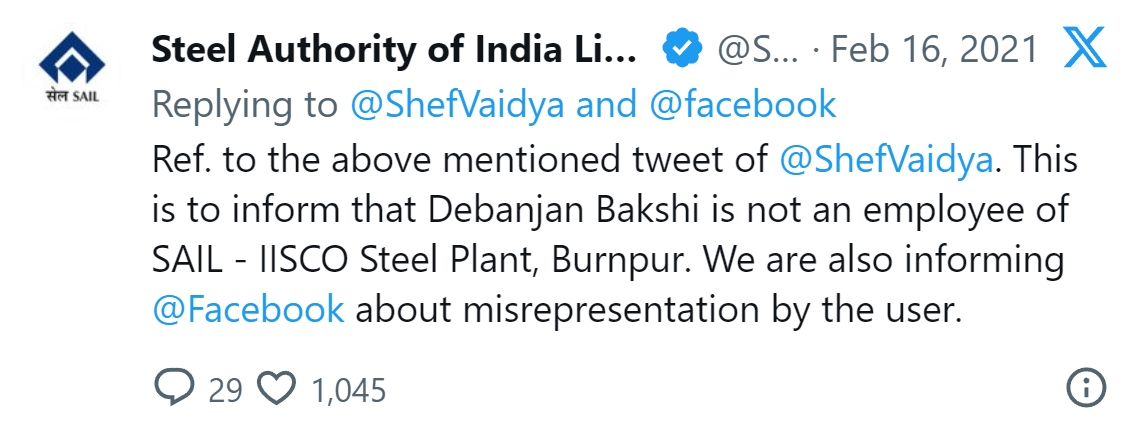 Steel Authority of India Li... @S... · Feb 16, 2021
सेल SAIL
Replying to @ShefVaidya and @facebook
Ref. to the above mentioned tweet of @ShefVaidya. This
is to inform that Debanjan Bakshi is not an employee of
SAIL - IISCO Steel Plant, Burnpur. We are also informing
@Facebook about misrepresentation by the user.
29 1,045